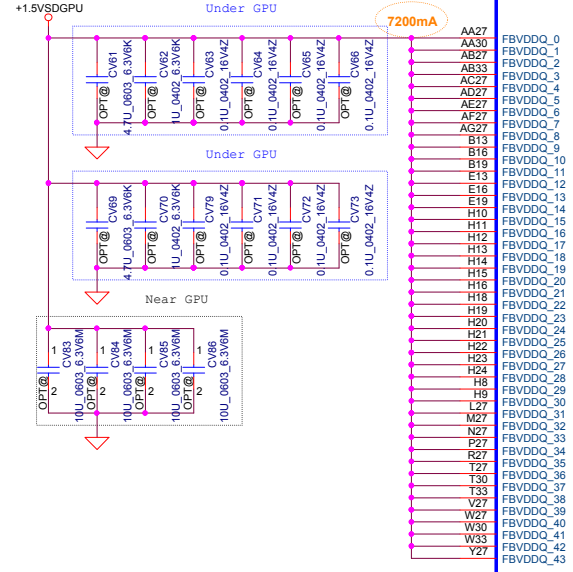 +1.5VSDGPU
Under GPU
7200mA
OPT@
CV61
4.7U_0603_6.3V6K
OPT@
CV62
1U_0402_6.3V6K
OPT@
CV63
0.1U_0402_16V4Z
OPT@
CV64
0.1U_0402_16V4Z
OPT@
CV65
0.1U_0402_16V4Z
OPT@
CV66
0.1U_0402_16V4Z
Under GPU
OPT@
CV69
4.7U_0603_6.3V6K
OPT@
CV70
1U_0402_6.3V6K
OPT@
CV79
0.1U_0402_16V4Z
OPT@
CV71
0.1U_0402_16V4Z
OPT@
CV72
0.1U_0402_16V4Z
OPT@
CV73
0.1U_0402_16V4Z
Near GPU
OPT@
1
2
CV83
10U_0603_6.3V6M
OPT@
1
2
CV84
10U_0603_6.3V6M
OPT@
1
2
CV85
10U_0603_6.3V6M
OPT@
1
2
CV86
10U_0603_6.3V6M
AA27 FBVDDQ_0
AA30 FBVDDQ_1
AB27 FBVDDQ_2
AB33 FBVDDQ_3
AC27 FBVDDQ_4
AD27 FBVDDQ_5
AE27 FBVDDQ_6
AF27 FBVDDQ_7
AG27 FBVDDQ_8
B13 FBVDDQ_9
B16 FBVDDQ_10
B19 FBVDDQ_11
E13 FBVDDQ_12
E16 FBVDDQ_13
E19 FBVDDQ_14
H10 FBVDDQ_15
H11 FBVDDQ_16
H12 FBVDDQ_17
H13 FBVDDQ_18
H14 FBVDDQ_19
H15 FBVDDQ_20
H16 FBVDDQ_21
H18 FBVDDQ_22
H19 FBVDDQ_23
H20 FBVDDQ_24
H21 FBVDDQ_25
H22 FBVDDQ_26
H23 FBVDDQ_27
H24 FBVDDQ_28
H8 FBVDDQ_29
H9 FBVDDQ_30
L27 FBVDDQ_31
M27 FBVDDQ_32
N27 FBVDDQ_33
P27 FBVDDQ_34
R27 FBVDDQ_35
T27 FBVDDQ_36
T30 FBVDDQ_37
T33 FBVDDQ_38
V27 FBVDDQ_39
W27 FBVDDQ_40
W30 FBVDDQ_41
W33 FBVDDQ_42
Y27 FBVDDQ_43